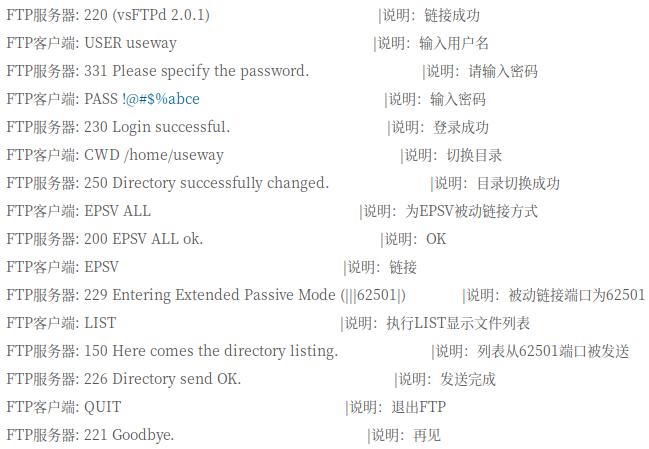 FTP服务器: 220 (vsFTPd 2.0.1) |说明：链接成功
FTP客户端: USER useway |说明：输入用户名
FTP服务器: 331 Please specify the password. |说明：请输入密码
FTP客户端: PASS !@#$%abce |说明：输入密码
FTP服务器: 230 Login successful. |说明：登录成功
FTP客户端: CWD /home/useway |说明：切换目录
FTP服务器: 250 Directory successfully changed. |说明：目录切换成功
FTP客户端: EPSV ALL |说明：为EPSV被动链接方式
FTP服务器: 200 EPSV ALL ok. |说明：OK
FTP客户端: EPSV |说明：链接
FTP服务器: 229 Entering Extended Passive Mode (|||62501|) |说明：被动链接端口为62501
FTP客户端: LIST |说明：执行LIST显示文件列表
FTP服务器: 150 Here comes the directory listing. |说明：列表从62501端口被发送
FTP服务器: 226 Directory send OK. |说明：发送完成
FTP客户端: QUIT |说明：退出FTP
FTP服务器: 221 Goodbye. |说明：再见